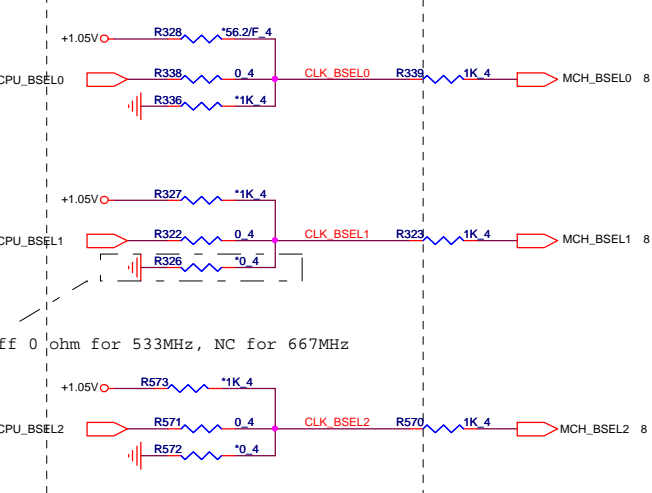 +1.05V R328 *56.2/F_4
CPU_BSEL0 R338 0_4 CLK_BSEL0 R339 1K_4 MCH_BSEL0 8
R336 *1K_4
+1.05V R327 *1K_4
CPU_BSEL1 R322 0_4 CLK_BSEL1 R323 1K_4 MCH_BSEL1 8
R326 *0_4
ff 0 ohm for 533MHz, NC for 667MHz
+1.05V R573 *1K_4
CPU_BSEL2 R571 0_4 CLK_BSEL2 R570 1K_4 MCH_BSEL2 8
R572 *0_4